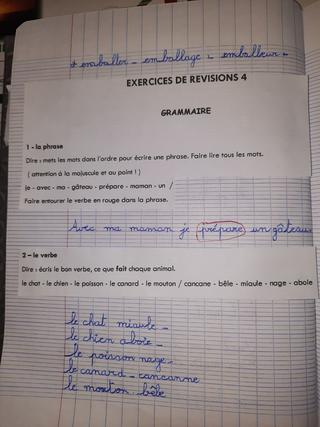 * emballer - emballage - emballeur -
EXERCICES DE REVISIONS 4
GRAMMAIRE
1 - la phrase
Dire : mets les mots dans l'ordre pour écrire une phrase. Faire lire tous les mots.
( attention à la majuscule et au point ! )
je - avec - ma - gâteau - prépare - maman - un /
Faire entourer le verbe en rouge dans la phrase.
Avec ma maman je prépare un gâteau
2 – le verbe
Dire : écris le bon verbe, ce que fait chaque animal.
le chat - le chien - le poisson - le canard - le mouton / cancane - bêle - miaule - nage - aboie
le chat miaule -
le chien aboie -
le poisson nage -
le canard - cancanne
le mouton bêle